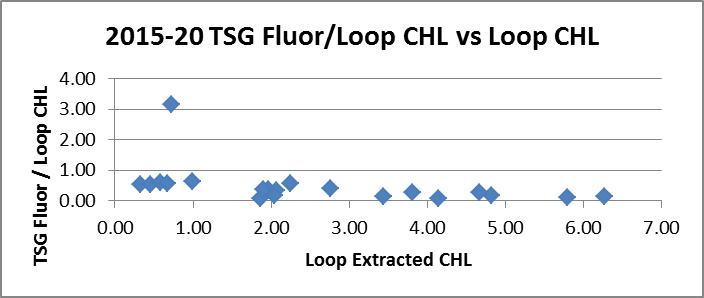 2015-20 TSG Fluor/Loop CHL vs Loop CHL
TSG Fluor / Loop CHL
4.00
3.00
2.00
1.00
0.00
0.00 1.00 2.00 3.00 4.00 5.00 6.00 7.00
Loop Extracted CHL